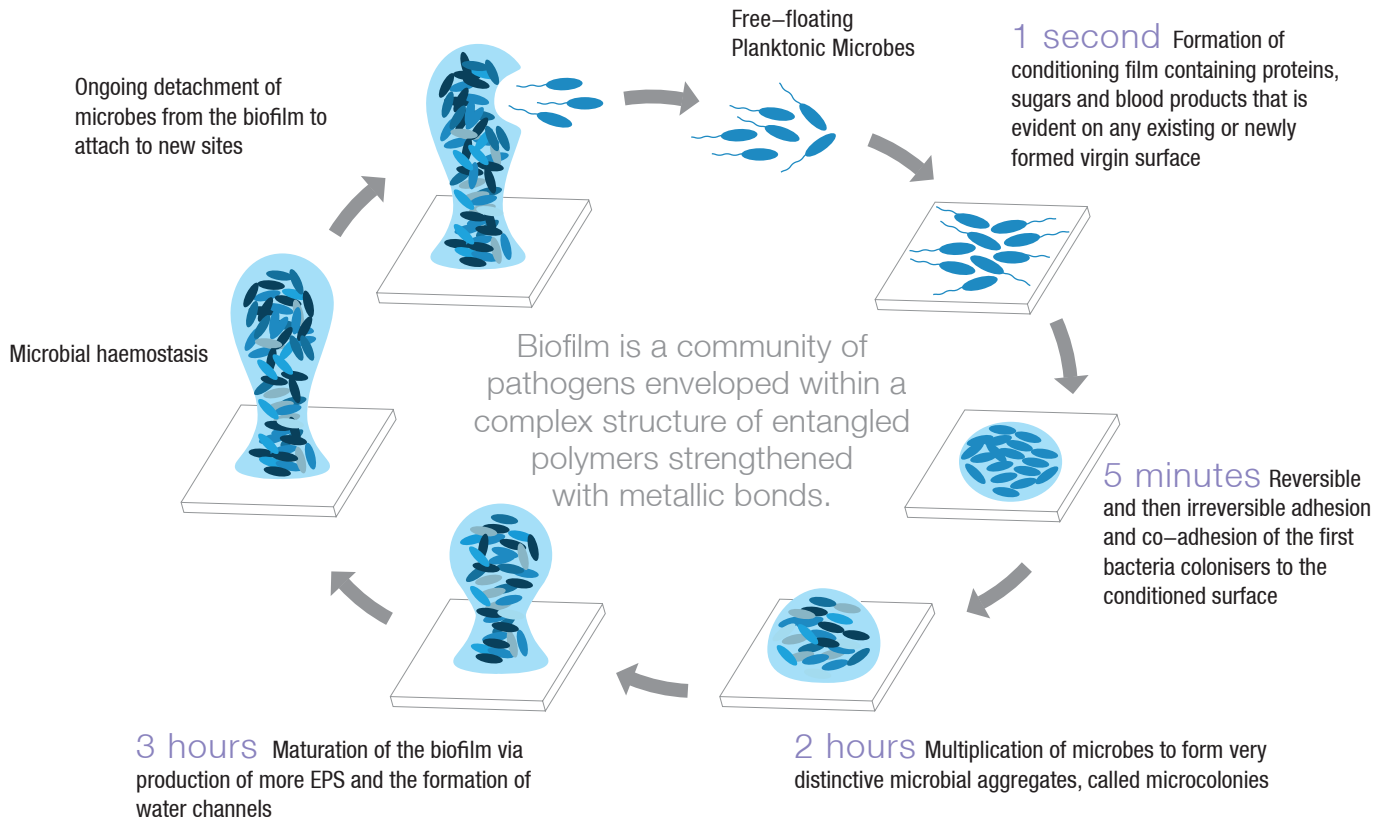 Free–floating
Planktonic Microbes
1 second Formation of
conditioning film containing proteins,
sugars and blood products that is
evident on any existing or newly
formed virgin surface
5 minutes Reversible
and then irreversible adhesion
and co–adhesion of the first
bacteria colonisers to the
conditioned surface
2 hours Multiplication of microbes to form very
distinctive microbial aggregates, called microcolonies
3 hours Maturation of the biofilm via
production of more EPS and the formation of
water channels
Microbial haemostasis
Ongoing detachment of
microbes from the biofilm to
attach to new sites
Biofilm is a community of
pathogens enveloped within a
complex structure of entangled
polymers strengthened
with metallic bonds.